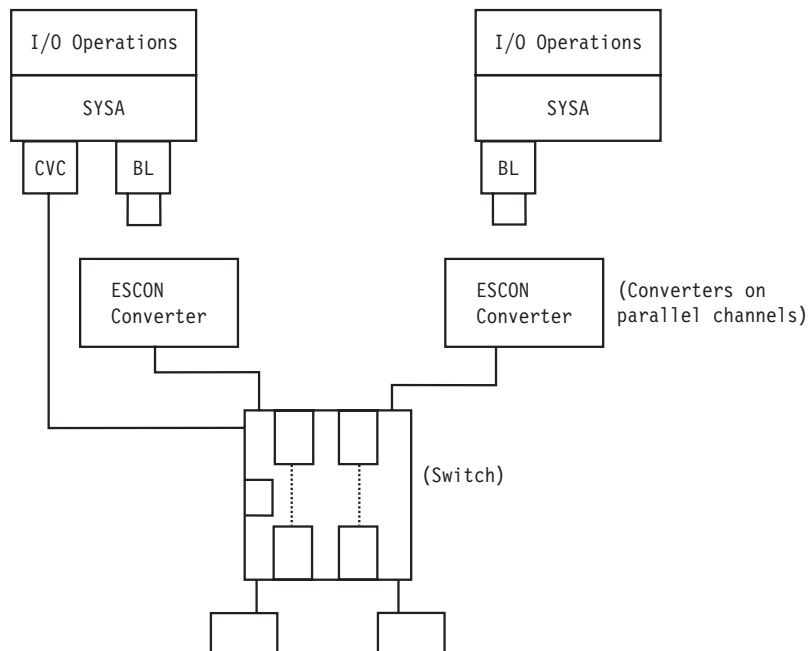 I/O Operations
SYSA
CVC
BL
I/O Operations
SYSA
BL
ESCON
Converter
ESCON
Converter
(Converters on
parallel channels)
(Switch)